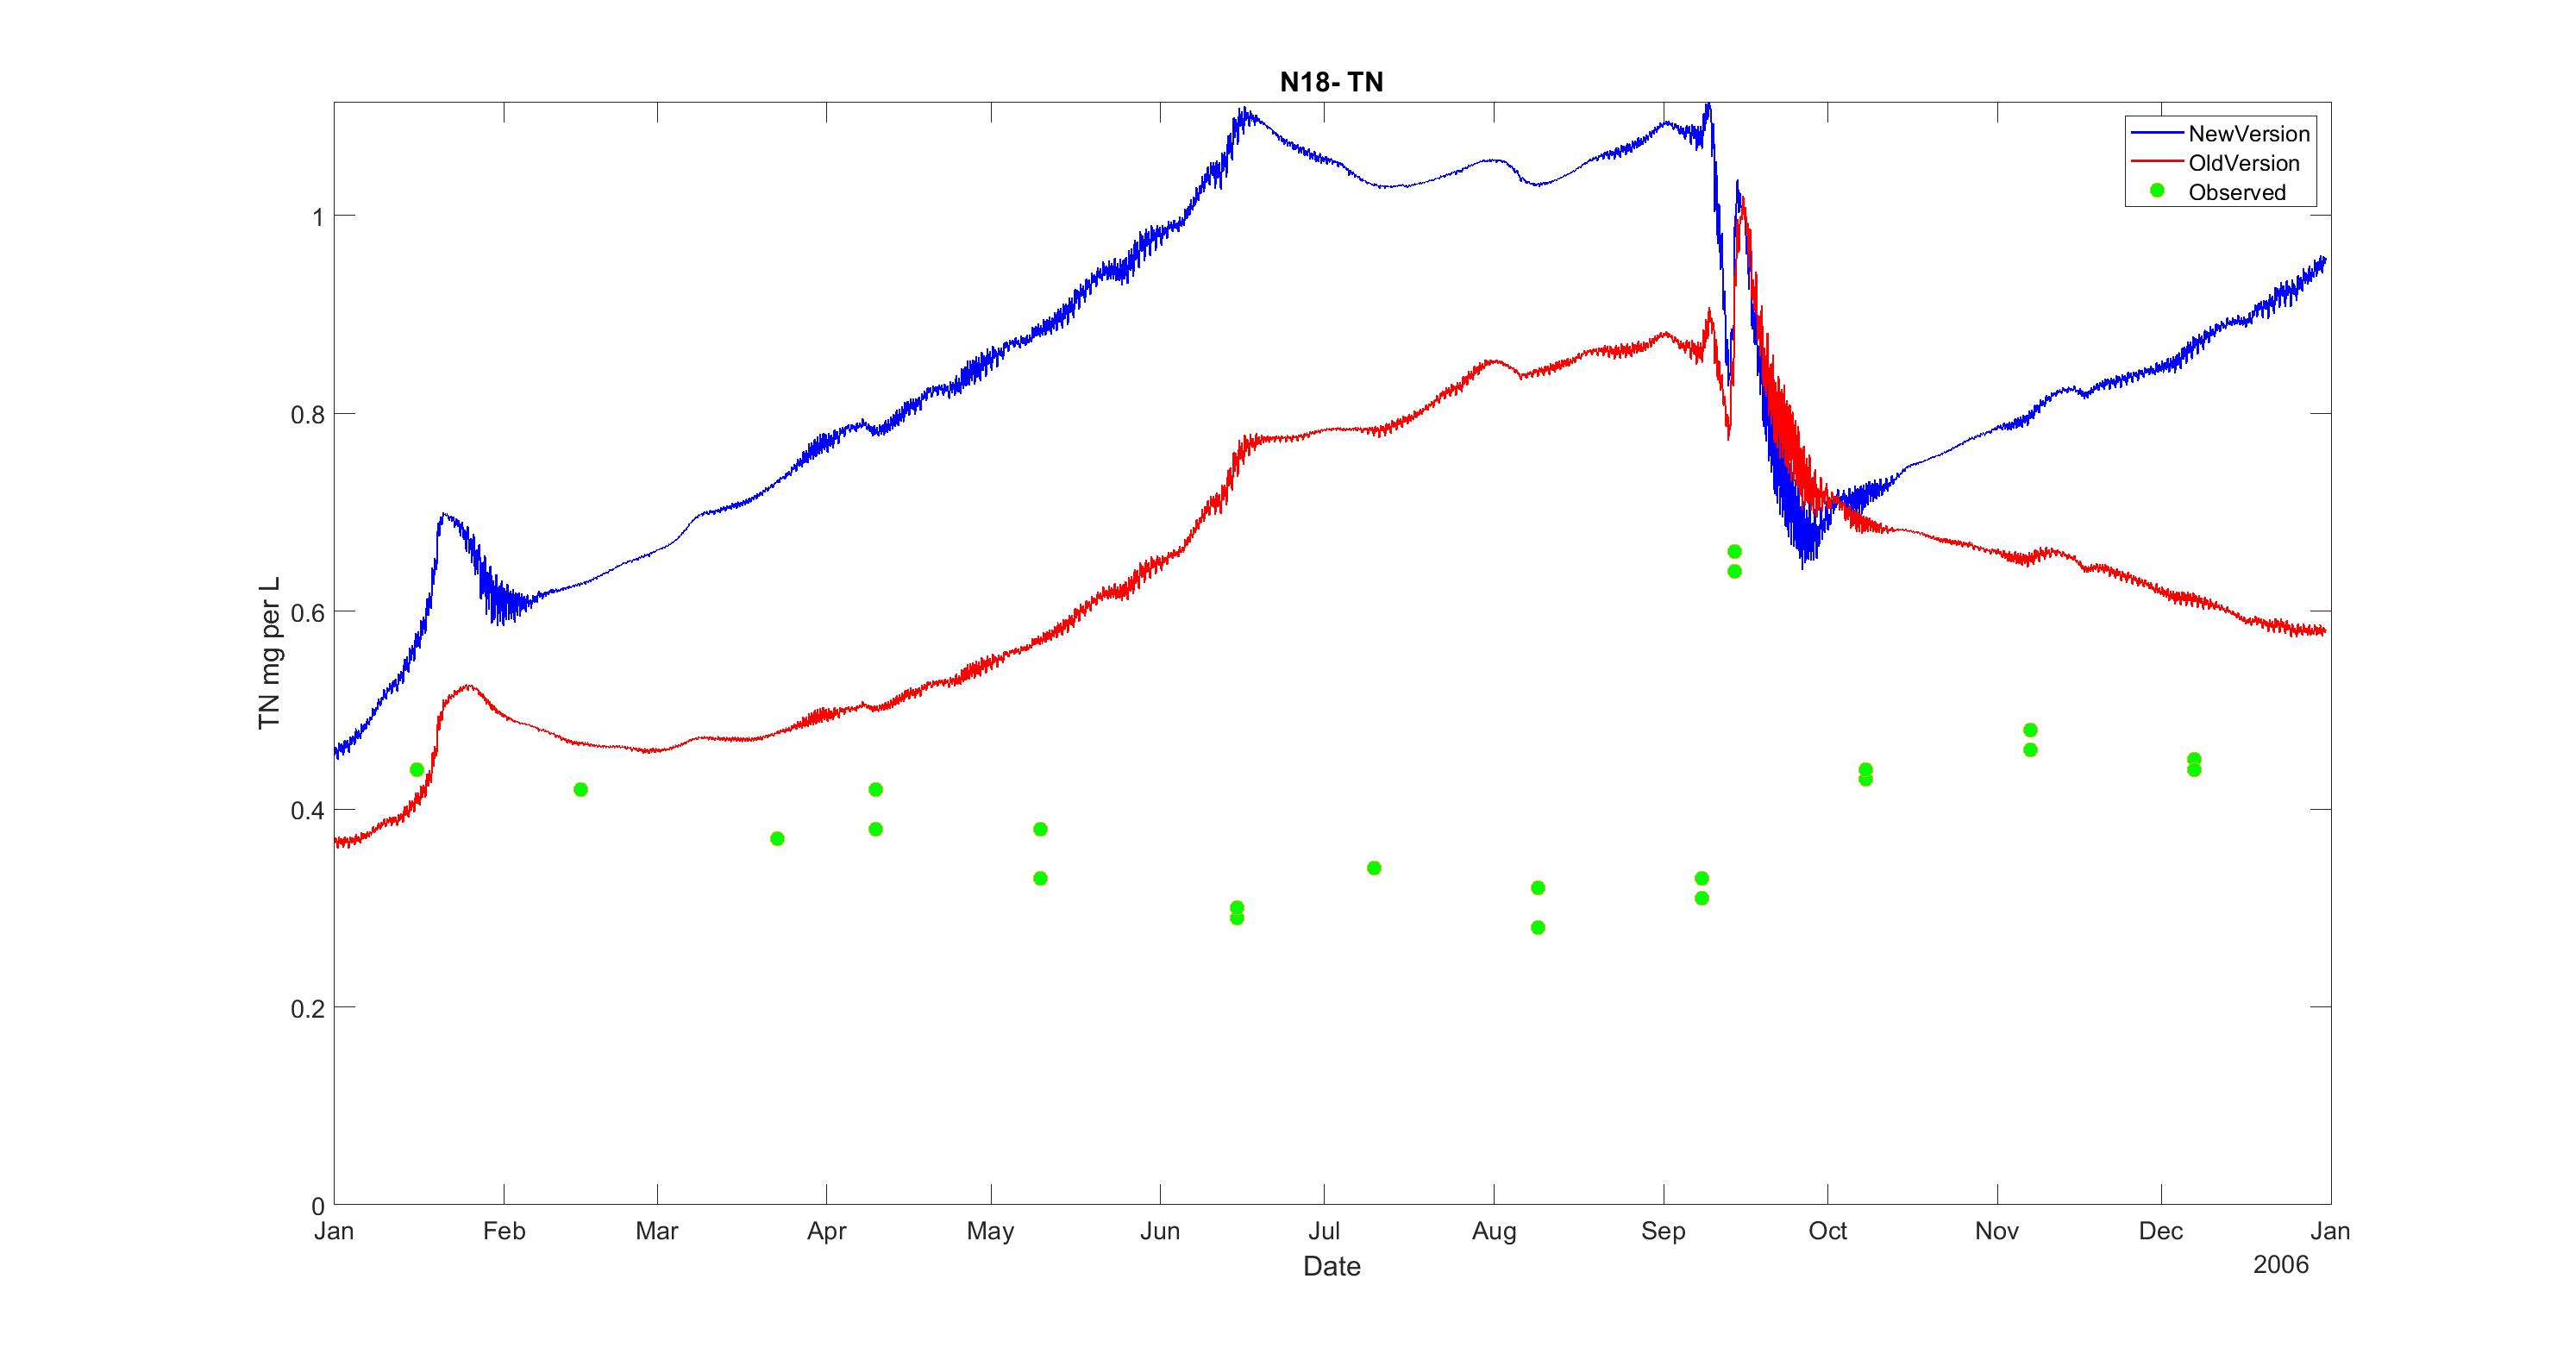 N18- TN
NewVersion
OldVersion
Observed
TN mg per L
1
0.8
0.6
0.4
0.2
0
Jan Feb Mar Apr May Jun Jul Aug Sep Oct Nov Dec Jan
Date
2006